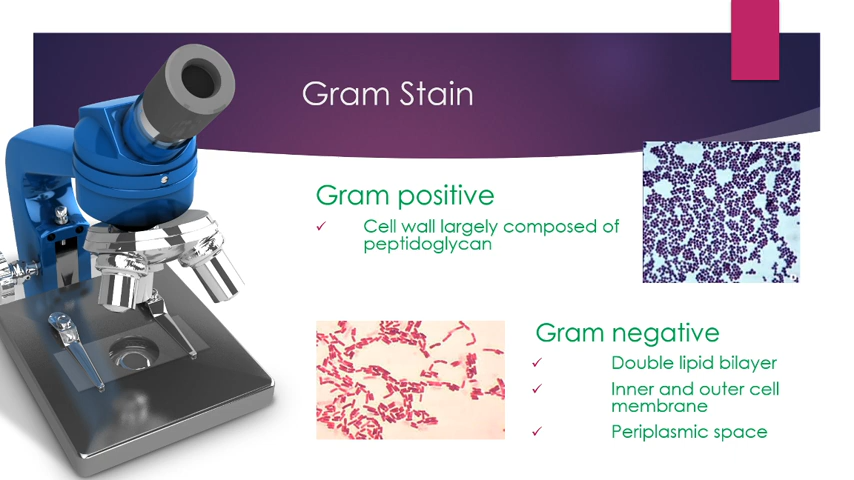 Gram Stain
Gram positive
Cell wall largely composed of
peptidoglycan
Gram negative
Double lipid bilayer
Inner and outer cell
membrane
Periplasmic space